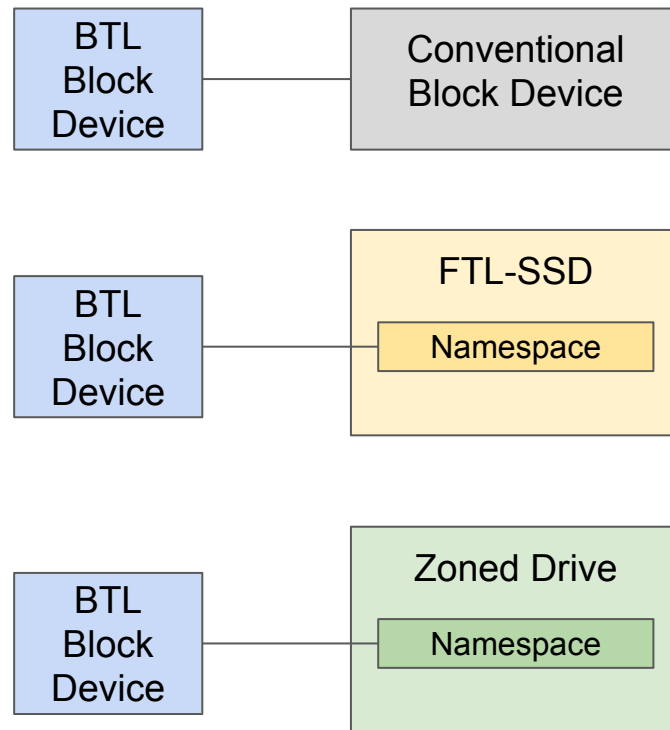 BTL
Block
Device
Conventional
Block Device
BTL
Block
Device
FTL-SSD
Namespace
BTL
Block
Device
Zoned Drive
Namespace